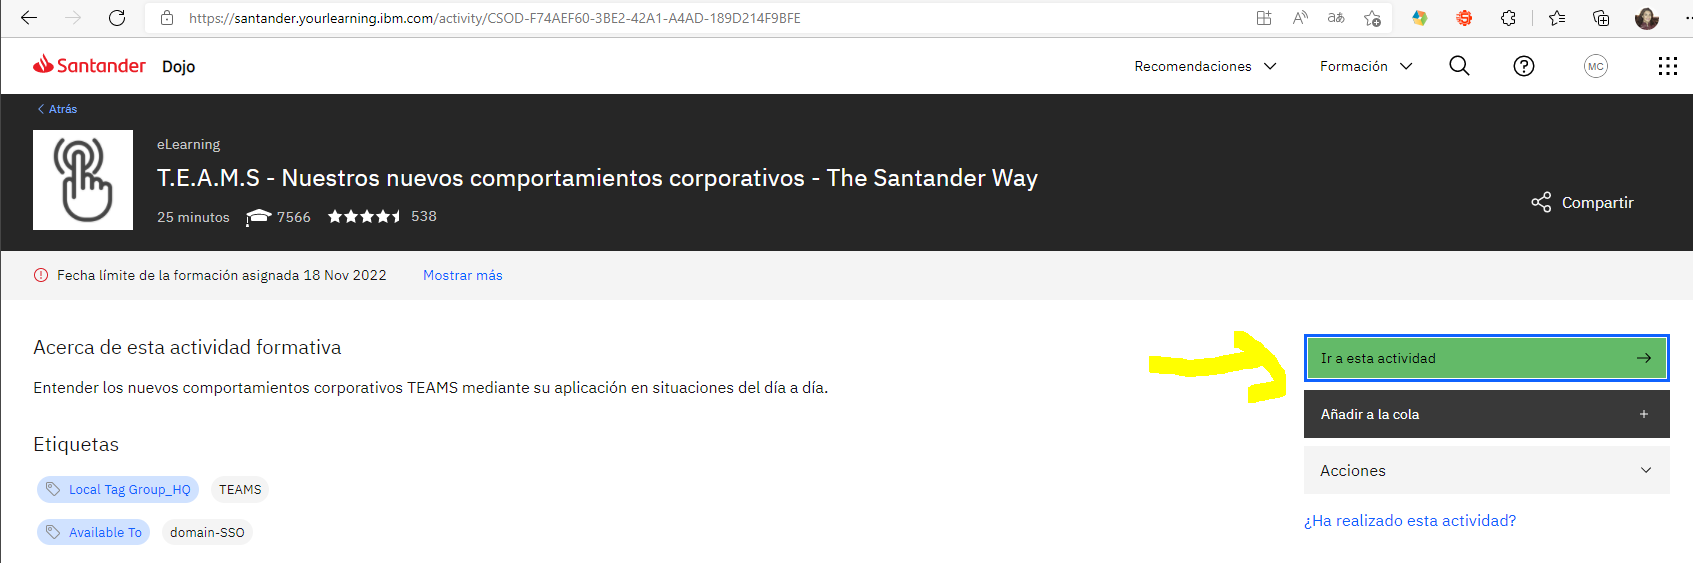 https://santander.yourlearning.ibm.com/activity/CSOD-F74AEF60-3BE2-42A1-A4AD-189D214F9BFE
Santander Dojo Recomendaciones Formación MC
Atrás
eLearning
T.E.A.M.S - Nuestros nuevos comportamientos corporativos - The Santander Way
25 minutos 7566 538
Compartir
Fecha límite de la formación asignada 18 Nov 2022 Mostrar más
Acerca de esta actividad formativa
Entender los nuevos comportamientos corporativos TEAMS mediante su aplicación en situaciones del día a día.
Etiquetas
Local Tag Group_HQ TEAMS
Available To domain-SSO
Ir a esta actividad
Añadir a la cola
Acciones
¿Ha realizado esta actividad?